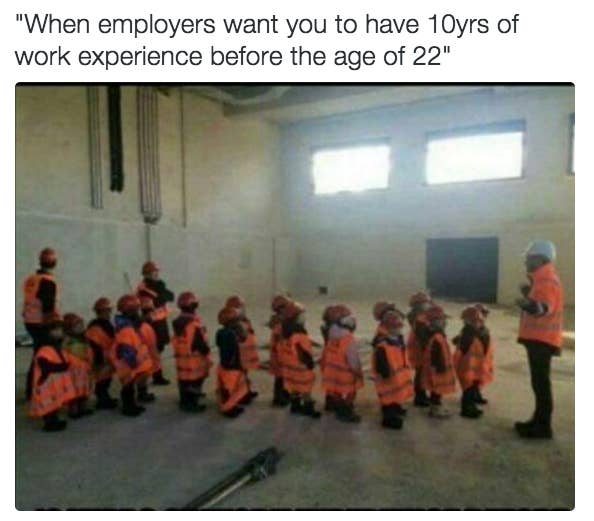 "When employers want you to have 10yrs of
work experience before the age of 22"